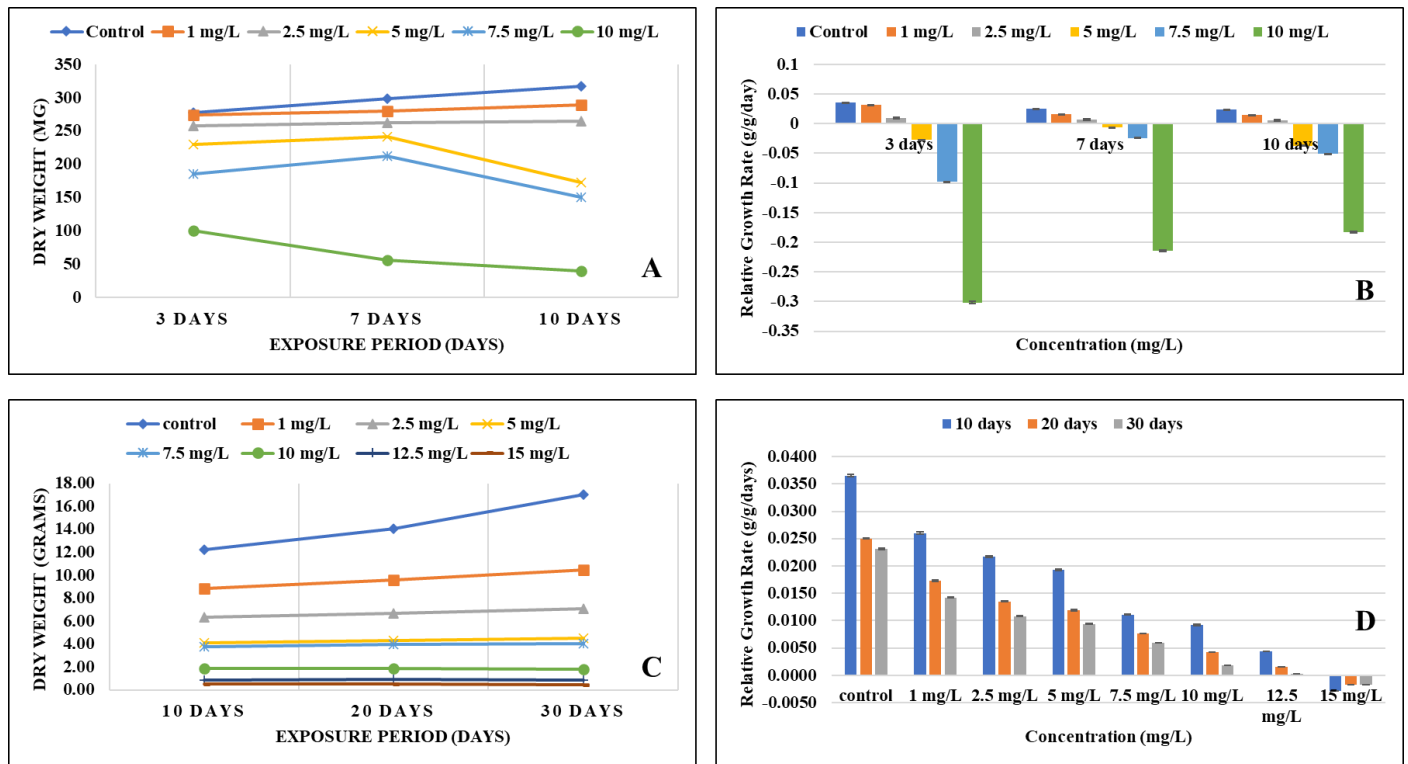 Control 1 mg/L 2.5 mg/L 5 mg/L 7.5 mg/L 10 mg/L
DRY WEIGHT (MG)
350
300
250
200
150
100
50
0
3 DAYS 7 DAYS 10 DAYS
EXPOSURE PERIOD (DAYS)
A
Control 1 mg/L 2.5 mg/L 5 mg/L 7.5 mg/L 10 mg/L
Relative Growth Rate (g/g/day)
0.1
0.05
0
-0.05
-0.1
-0.15
-0.2
-0.25
-0.3
-0.35
3 days 7 days 10 days
Concentration (mg/L)
B
control 1 mg/L 2.5 mg/L 5 mg/L
7.5 mg/L 10 mg/L 12.5 mg/L 15 mg/L
DRY WEIGHT (GRAMS)
18.00
16.00
14.00
12.00
10.00
8.00
6.00
4.00
2.00
0.00
10 DAYS 20 DAYS 30 DAYS
EXPOSURE PERIOD (DAYS)
C
10 days 20 days 30 days
Relative Growth Rate (g/g/days)
0.0400
0.0350
0.0300
0.0250
0.0200
0.0150
0.0100
0.0050
0.0000
-0.0050
control 1 mg/L 2.5 mg/L 5 mg/L 7.5 mg/L 10 mg/L 12.5 15 mg/L
mg/L
Concentration (mg/L)
D